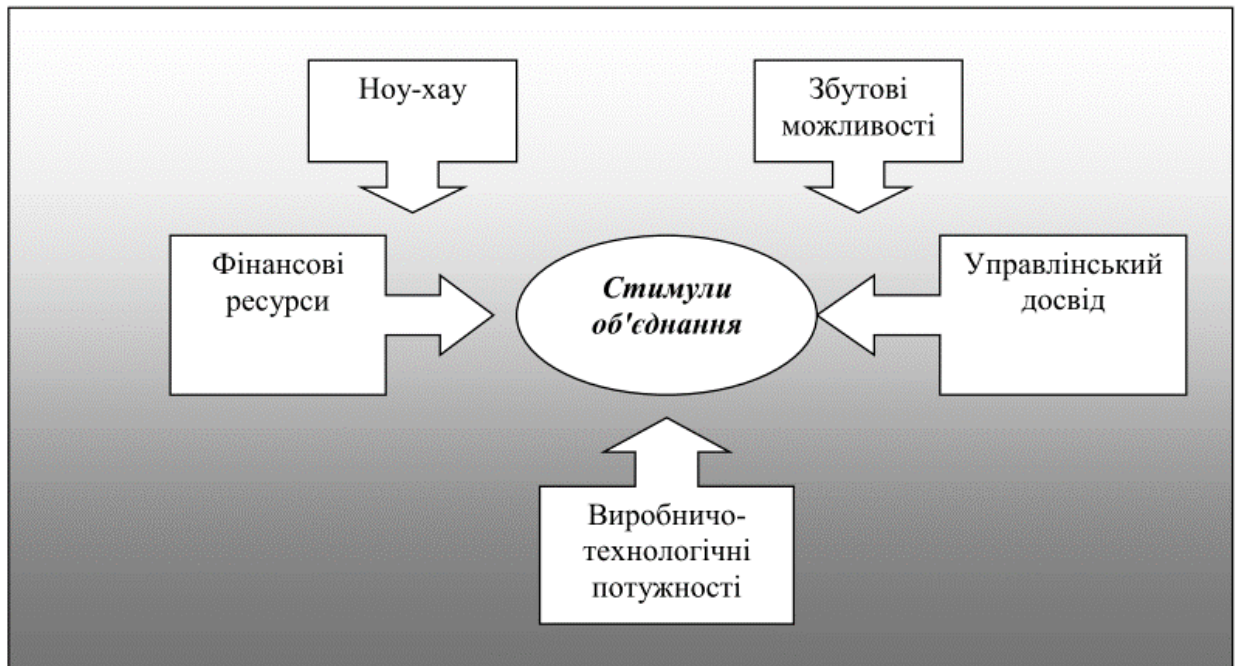 Ноу-хау
Збутові
можливості
Фінансові
ресурси
Стимули
об'єднання
Управлінський
досвід
Виробничо-
технологічні
потужності